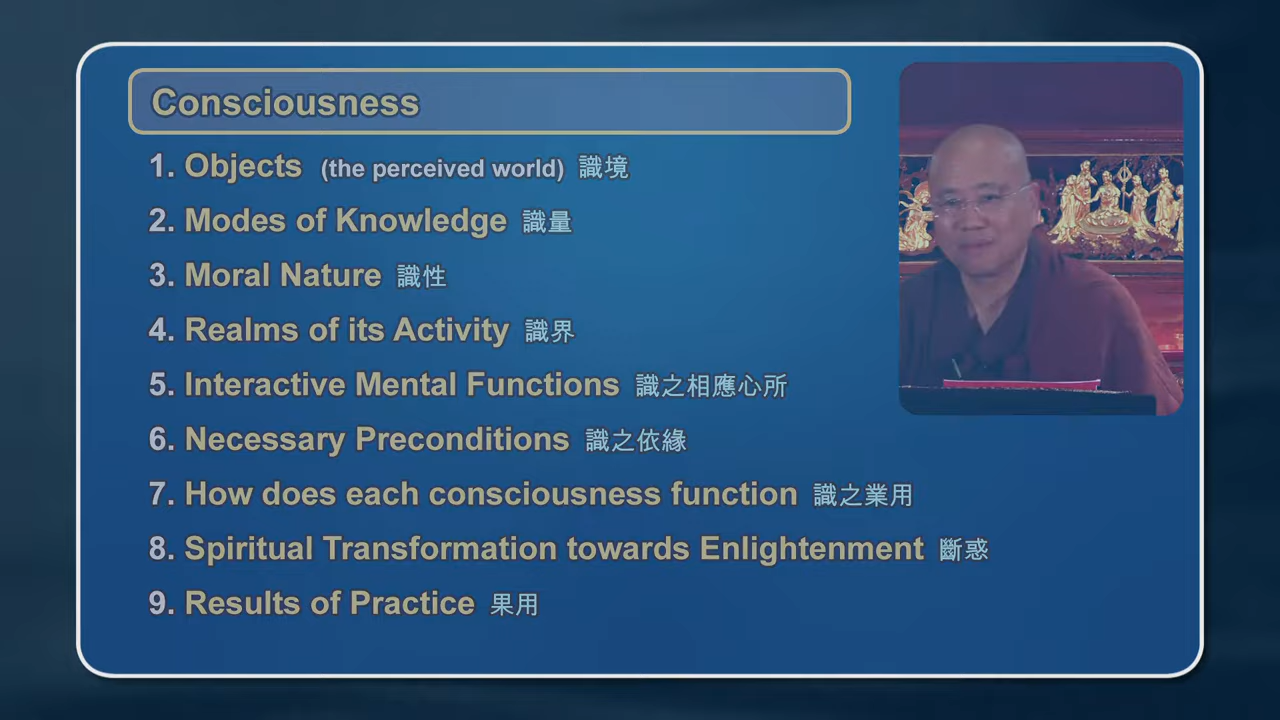 Consciousness
1. Objects (the perceived world) 識境
2. Modes of Knowledge 識量
3. Moral Nature 識性
4. Realms of its Activity 識界
5. Interactive Mental Functions 識之相應心所
6. Necessary Preconditions 識之依緣
7. How does each consciousness function 識之業用
8. Spiritual Transformation towards Enlightenment 斷惑
9. Results of Practice 果用